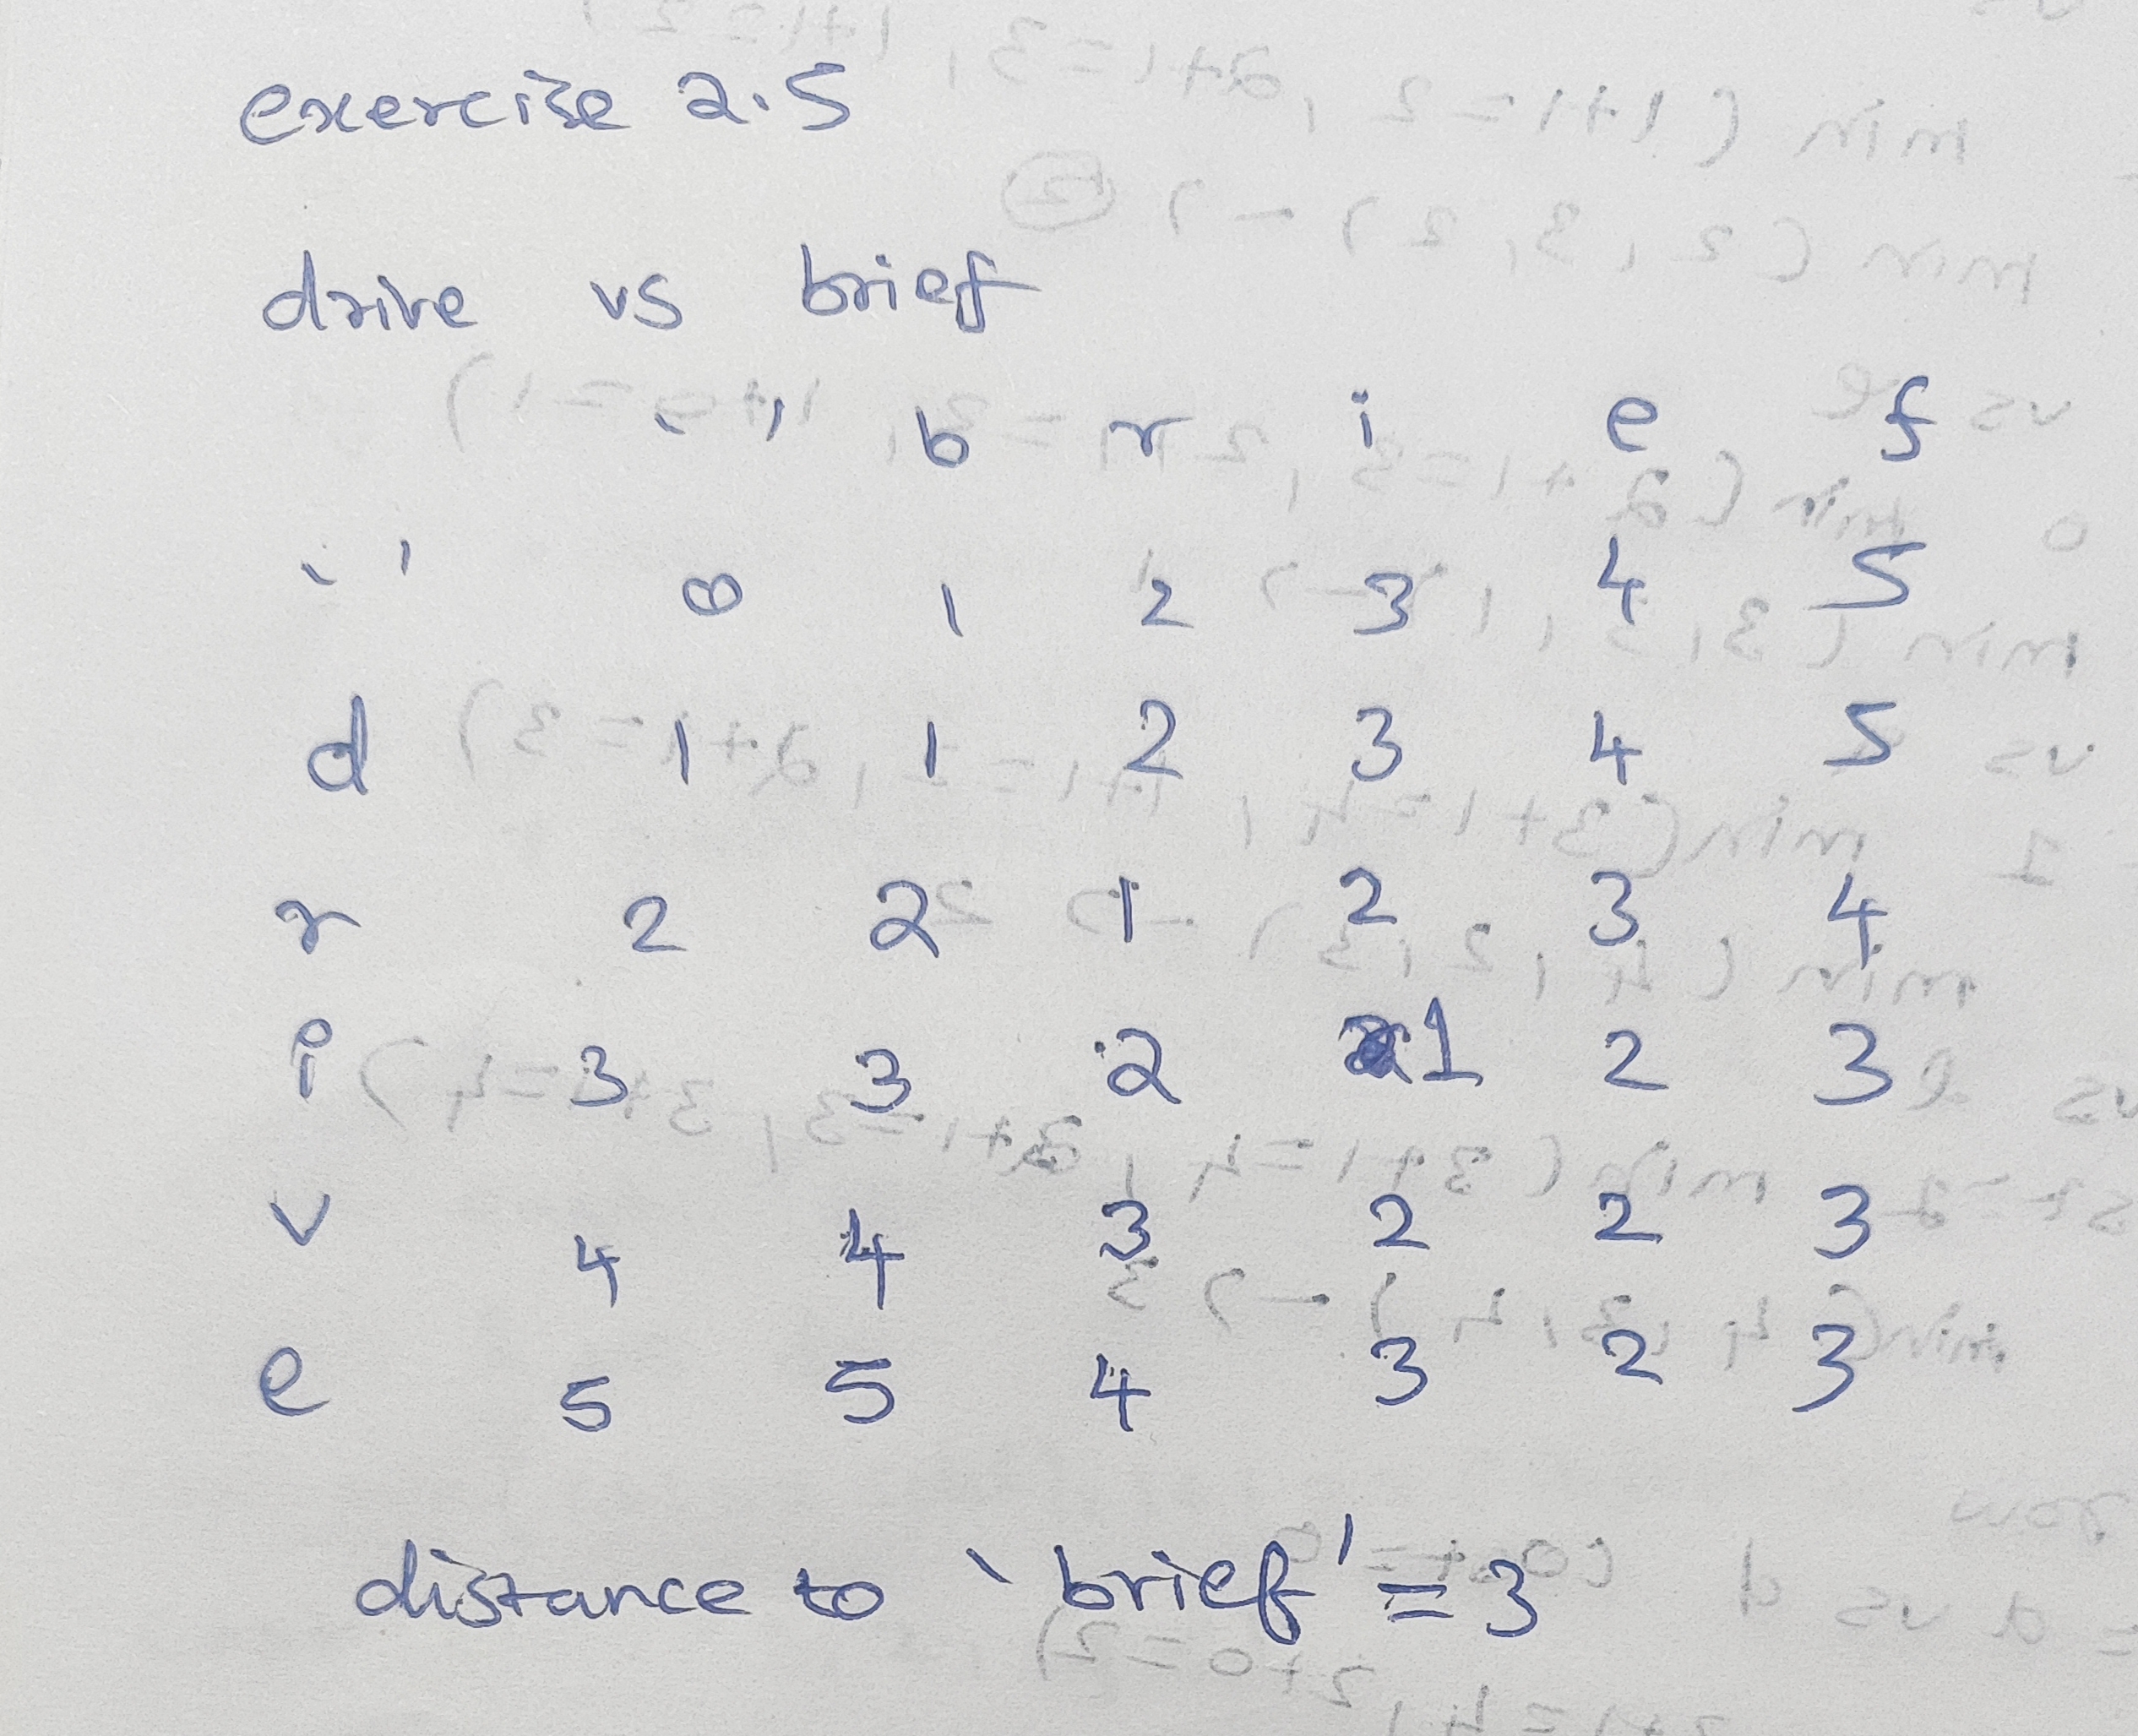 exercise 2.5
drive vs brief
` ' b r i e f
` ' 0 1 2 3 4 5
d 1 1 2 3 4 5
r 2 2 1 2 3 4
i 3 3 2 1 2 3
v 4 4 3 2 2 3
e 5 5 4 3 2 3
distance to ` brief ' = 3